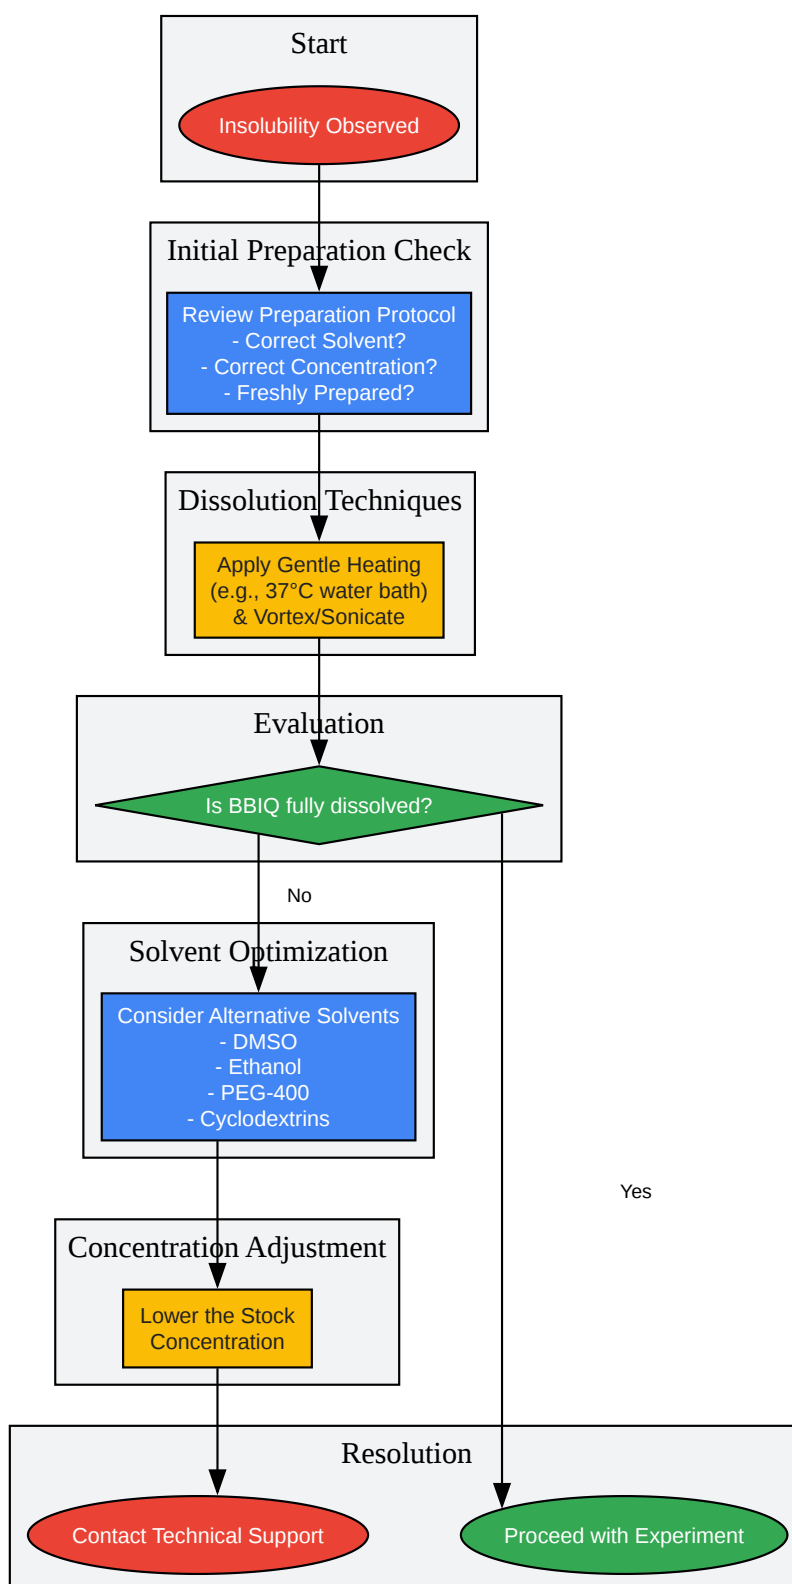 Start
Insolubility Observed
Initial Preparation Check
Review Preparation Protocol
- Correct Solvent?
- Correct Concentration?
- Freshly Prepared?
Dissolution Techniques
Apply Gentle Heating
(e.g., 37°C water bath)
& Vortex/Sonicate
Evaluation
Is BBIQ fully dissolved?
No
Solvent Optimization
Consider Alternative Solvents
- DMSO
- Ethanol
- PEG-400
- Cyclodextrins
Yes
Concentration Adjustment
Lower the Stock
Concentration
Resolution
Contact Technical Support
Proceed with Experiment